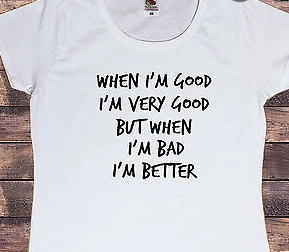 WHEN I'M GOOD
I'M VERY GOOD
BUT WHEN
I'M BAD
I'M BETTER